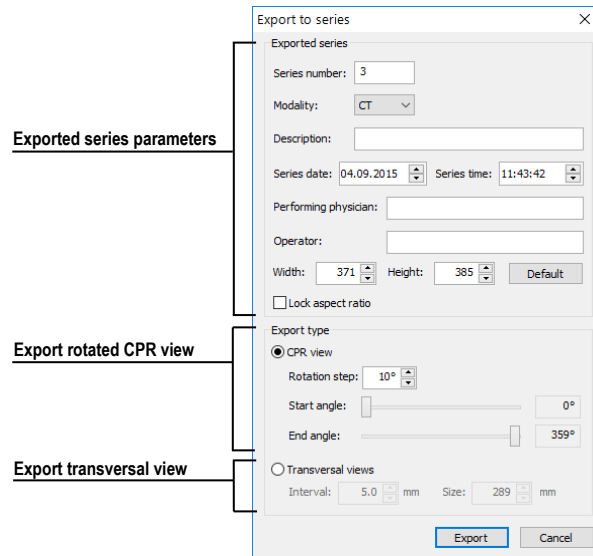 Export to series
Exported series
Series number: 3
Modality: CT
Exported series parameters
Description:
Series date: 04.09.2015 Series time: 11:43:42
Performing physician:
Operator:
Width: 371 Height: 385 Default
Lock aspect ratio
Export type
Export rotated CPR view
CPR view
Rotation step: 10°
Start angle: 0°
End angle: 359°
Export transversal view
Transversal views
Interval: 5.0 mm Size: 289 mm
Export Cancel